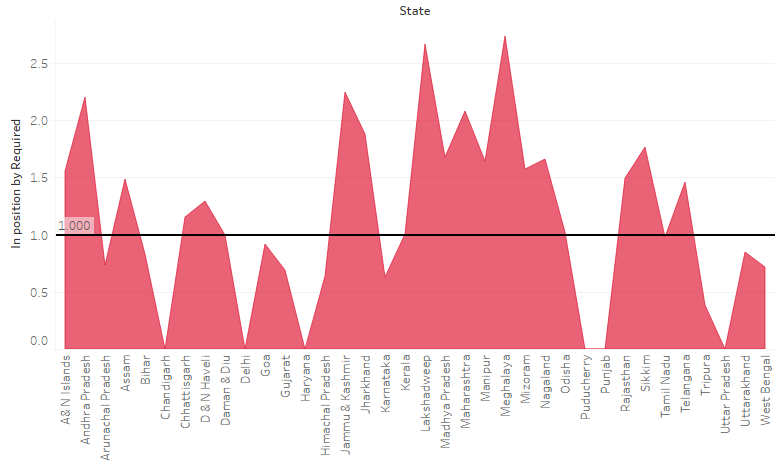 State
In position by Required
2.5
2.0
1.5
1.0
0.5
0.0
1.000
A& N Islands
Andhra Pradesh
Arunachal Pradesh
Assam
Bihar
Chandigarh
Chhattisgarh
D & N Haveli
Daman & Diu
Delhi
Goa
Gujarat
Haryana
Himachal Pradesh
Jammu & Kashmir
Jharkhand
Karnataka
Kerala
Lakshadweep
Madhya Pradesh
Maharashtra
Manipur
Meghalaya
Mizoram
Nagaland
Odisha
Puducherry
Punjab
Rajasthan
Sikkim
Tamil Nadu
Telangana
Tripura
Uttar Pradesh
Uttarakhand
West Bengal